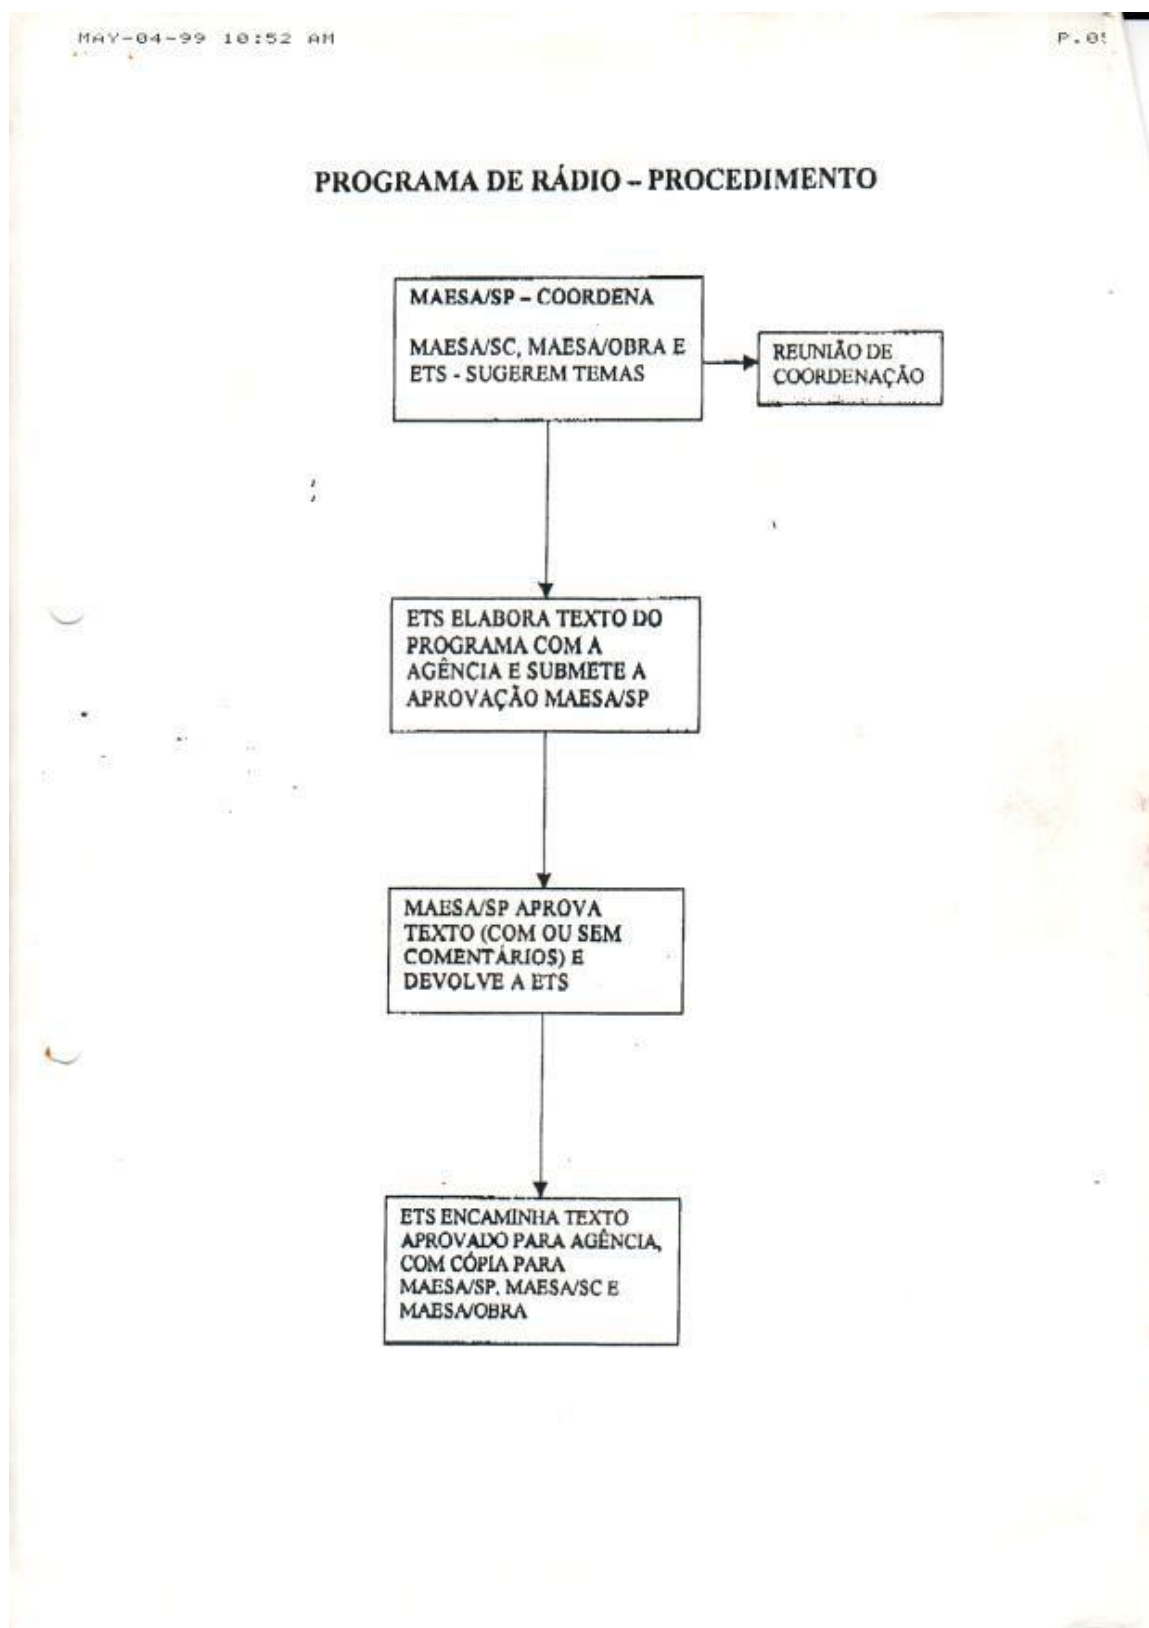 MAY-04-99 10:52 AM
PROGRAMA DE RÁDIO – PROCEDIMENTO
MAESA/SP – COORDENA
MAESA/SC, MAESA/OBRA E
ETS - SUGEREM TEMAS
REUNIÃO DE
COORDENAÇÃO
ETS ELABORA TEXTO DO
PROGRAMA COM A
AGÊNCIA E SUBMETE A
APROVAÇÃO MAESA/SP
MAESA/SP APROVA
TEXTO (COM OU SEM
COMENTÁRIOS) E
DEVOLVE A ETS
ETS ENCAMINHA TEXTO
APROVADO PARA AGÊNCIA,
COM CÓPIA PARA
MAESA/SP, MAESA/SC E
MAESA/OBRA